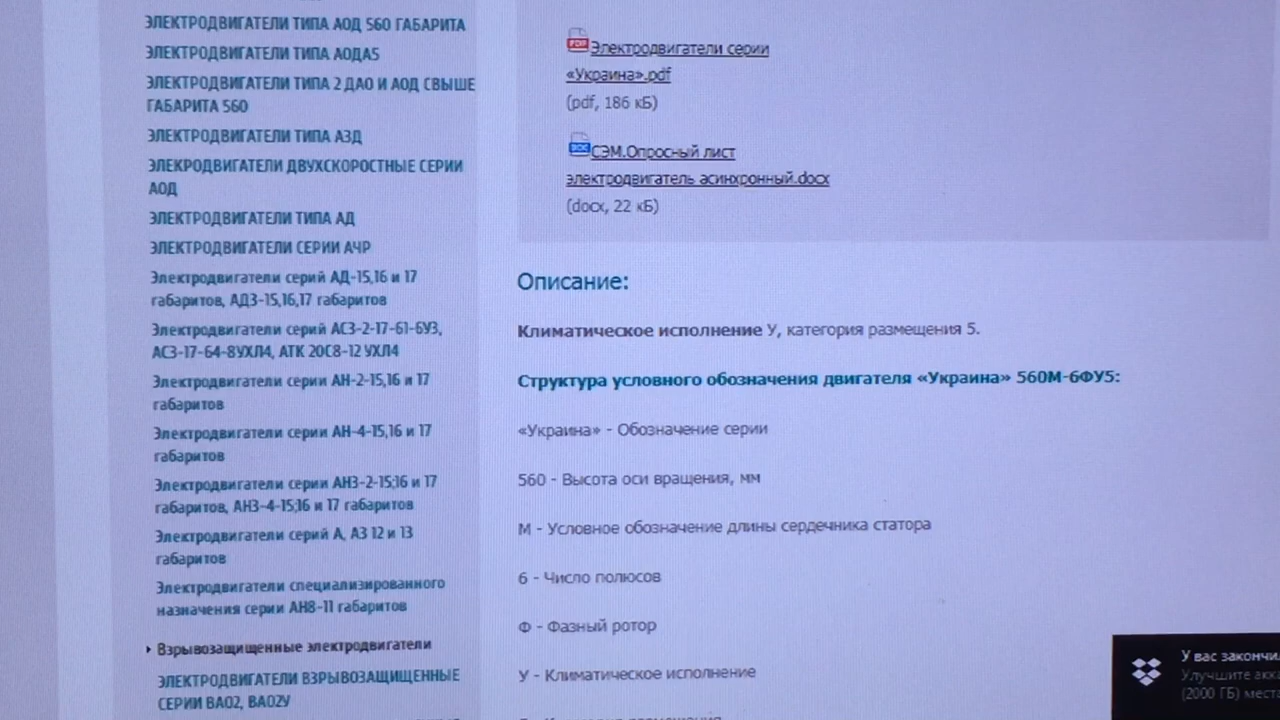 ЭЛЕКТРОДВИГАТЕЛИ ТИПА АОД 560 ГАБАРИТА
ЭЛЕКТРОДВИГАТЕЛИ ТИПА АОДА5
ЭЛЕКТРОДВИГАТЕЛИ ТИПА 2 ДАО И АОД СВЫШЕ
ГАБАРИТА 560
ЭЛЕКТРОДВИГАТЕЛИ ТИПА АЗД
ЭЛЕКРОДВИГАТЕЛИ ДВУХСКОРОСТНЫЕ СЕРИИ
АОД
ЭЛЕКТРОДВИГАТЕЛИ ТИПА АД
ЭЛЕКТРОДВИГАТЕЛИ СЕРИИ АЧР
Электродвигатели серий АД-15,16 и 17
габаритов, АДЗ-15,16,17 габаритов
Электродвигатели серий АСЗ-2-17-61-6УЗ,
АСЗ-17-64-8УХЛ4, АТК 20С8-12 УХЛ4
Электродвигатели серии АН-2-15,16 и 17
габаритов
Электродвигатели серии АН-4-15,16 и 17
габаритов
Электродвигатели серии АНЗ-2-15;16 и 17
габаритов, АНЗ-4-15;16 и 17 габаритов
Электродвигатели серий А, АЗ 12 и 13
габаритов
Электродвигатели специализированного
назначения серии АН8-11 габаритов
Взрывозащищенные электродвигатели
ЭЛЕКТРОДВИГАТЕЛИ ВЗРЫВОЗАЩИЩЕННЫЕ
СЕРИИ ВАО2, ВАО2У
PDF Электродвигатели серии
«Украина».pdf
(pdf, 186 кБ)
DOC СЭМ.Опросный лист
электродвигатель асинхронный.docx
(docx, 22 кБ)
Описание:
Климатическое исполнение У, категория размещения 5.
Структура условного обозначения двигателя «Украина» 560М-6ФУ5:
«Украина» - Обозначение серии
560 - Высота оси вращения, мм
М - Условное обозначение длины сердечника статора
6 - Число полюсов
Ф - Фазный ротор
У - Климатическое исполнение
У вас закончи
Улучшите акк
(2000 ГБ) мест